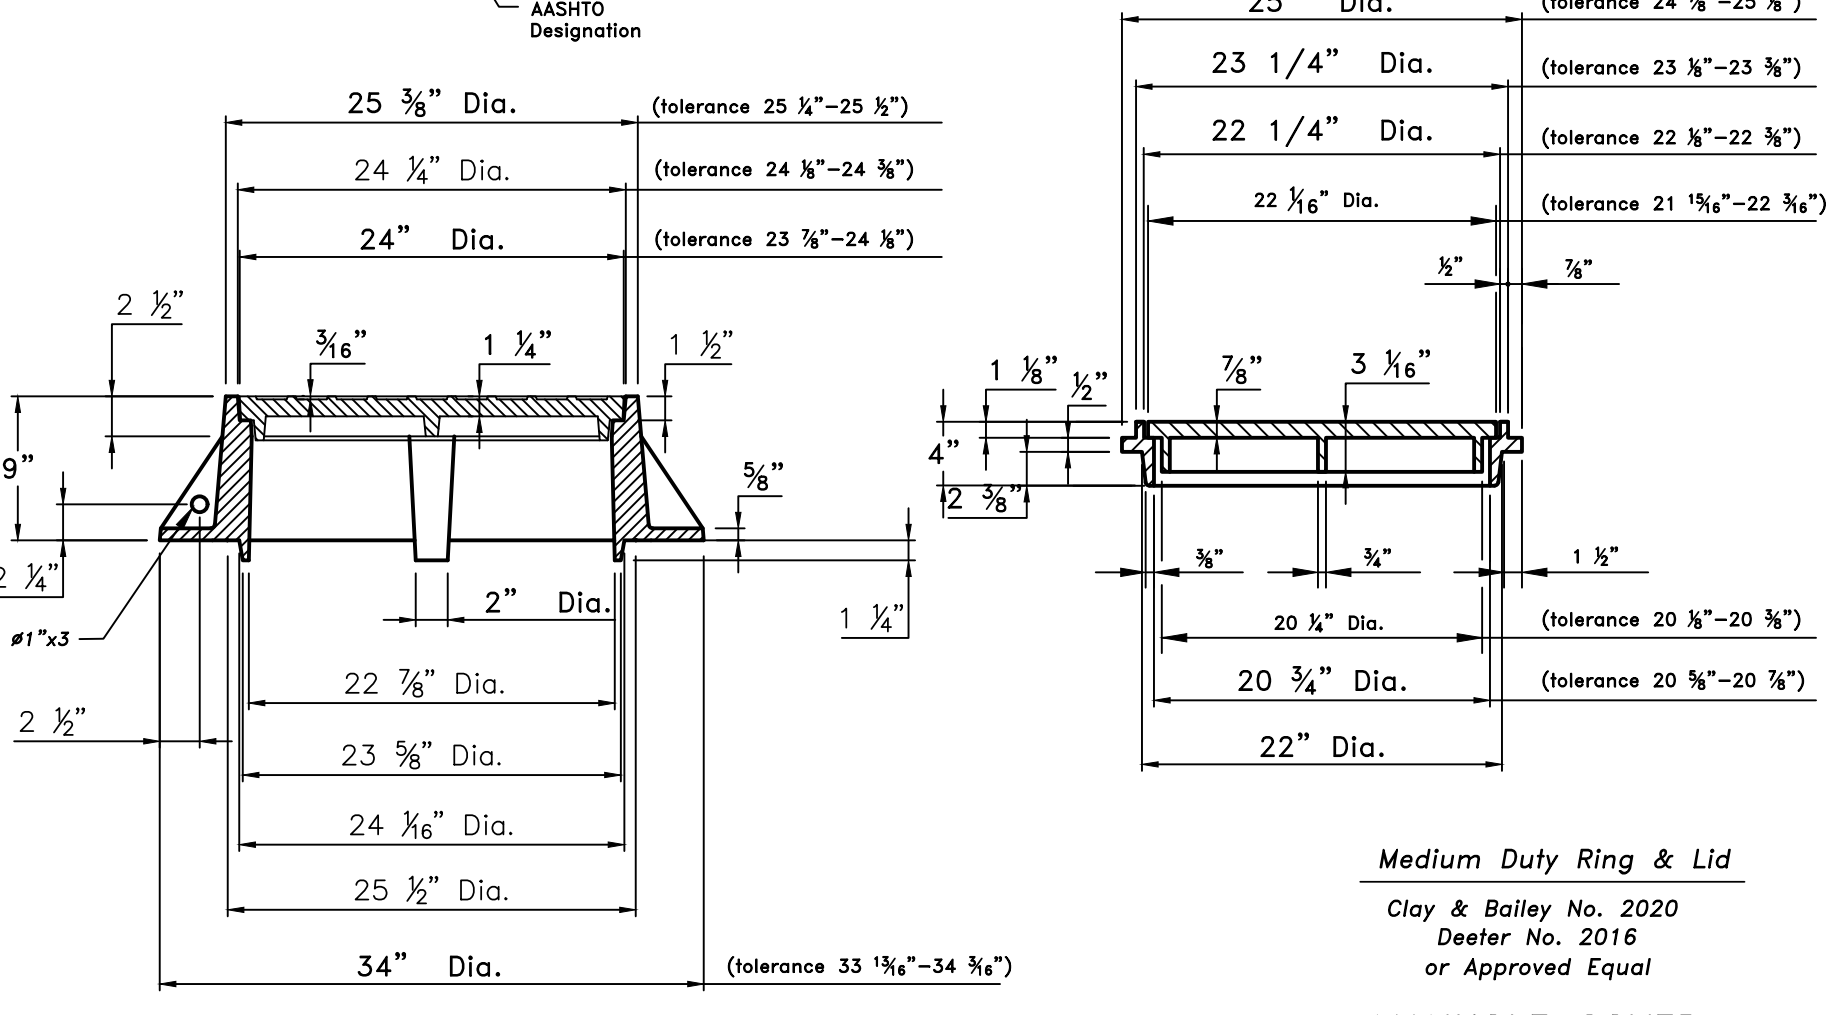 AASHTO
Designation
25 3/8" Dia. (tolerance 25 1/4"-25 1/2")
24 1/4" Dia. (tolerance 24 1/8"-24 3/8")
24" Dia. (tolerance 23 7/8"-24 1/8")
2 1/2"
3/16"
1 1/4"
1 1/2"
9"
5/8"
2 1/4"
ø1"x3
2" Dia.
1 1/4"
22 7/8" Dia.
2 1/2"
23 5/8" Dia.
24 1/16" Dia.
25 1/2" Dia.
34" Dia. (tolerance 33 13/16"-34 3/16")
25" Dia. (tolerance 24 7/8"-25 1/8")
23 1/4" Dia. (tolerance 23 1/8"-23 3/8")
22 1/4" Dia. (tolerance 22 1/8"-22 3/8")
22 1/16" Dia. (tolerance 21 15/16"-22 3/16")
1/2"
7/8"
1 1/8"
1/2"
7/8"
3 1/16"
4"
2 3/8"
3/8"
3/4"
1 1/2"
20 1/4" Dia. (tolerance 20 1/8"-20 3/8")
20 3/4" Dia. (tolerance 20 5/8"-20 7/8")
22" Dia.
Medium Duty Ring & Lid
Clay & Bailey No. 2020
Deeter No. 2016
or Approved Equal